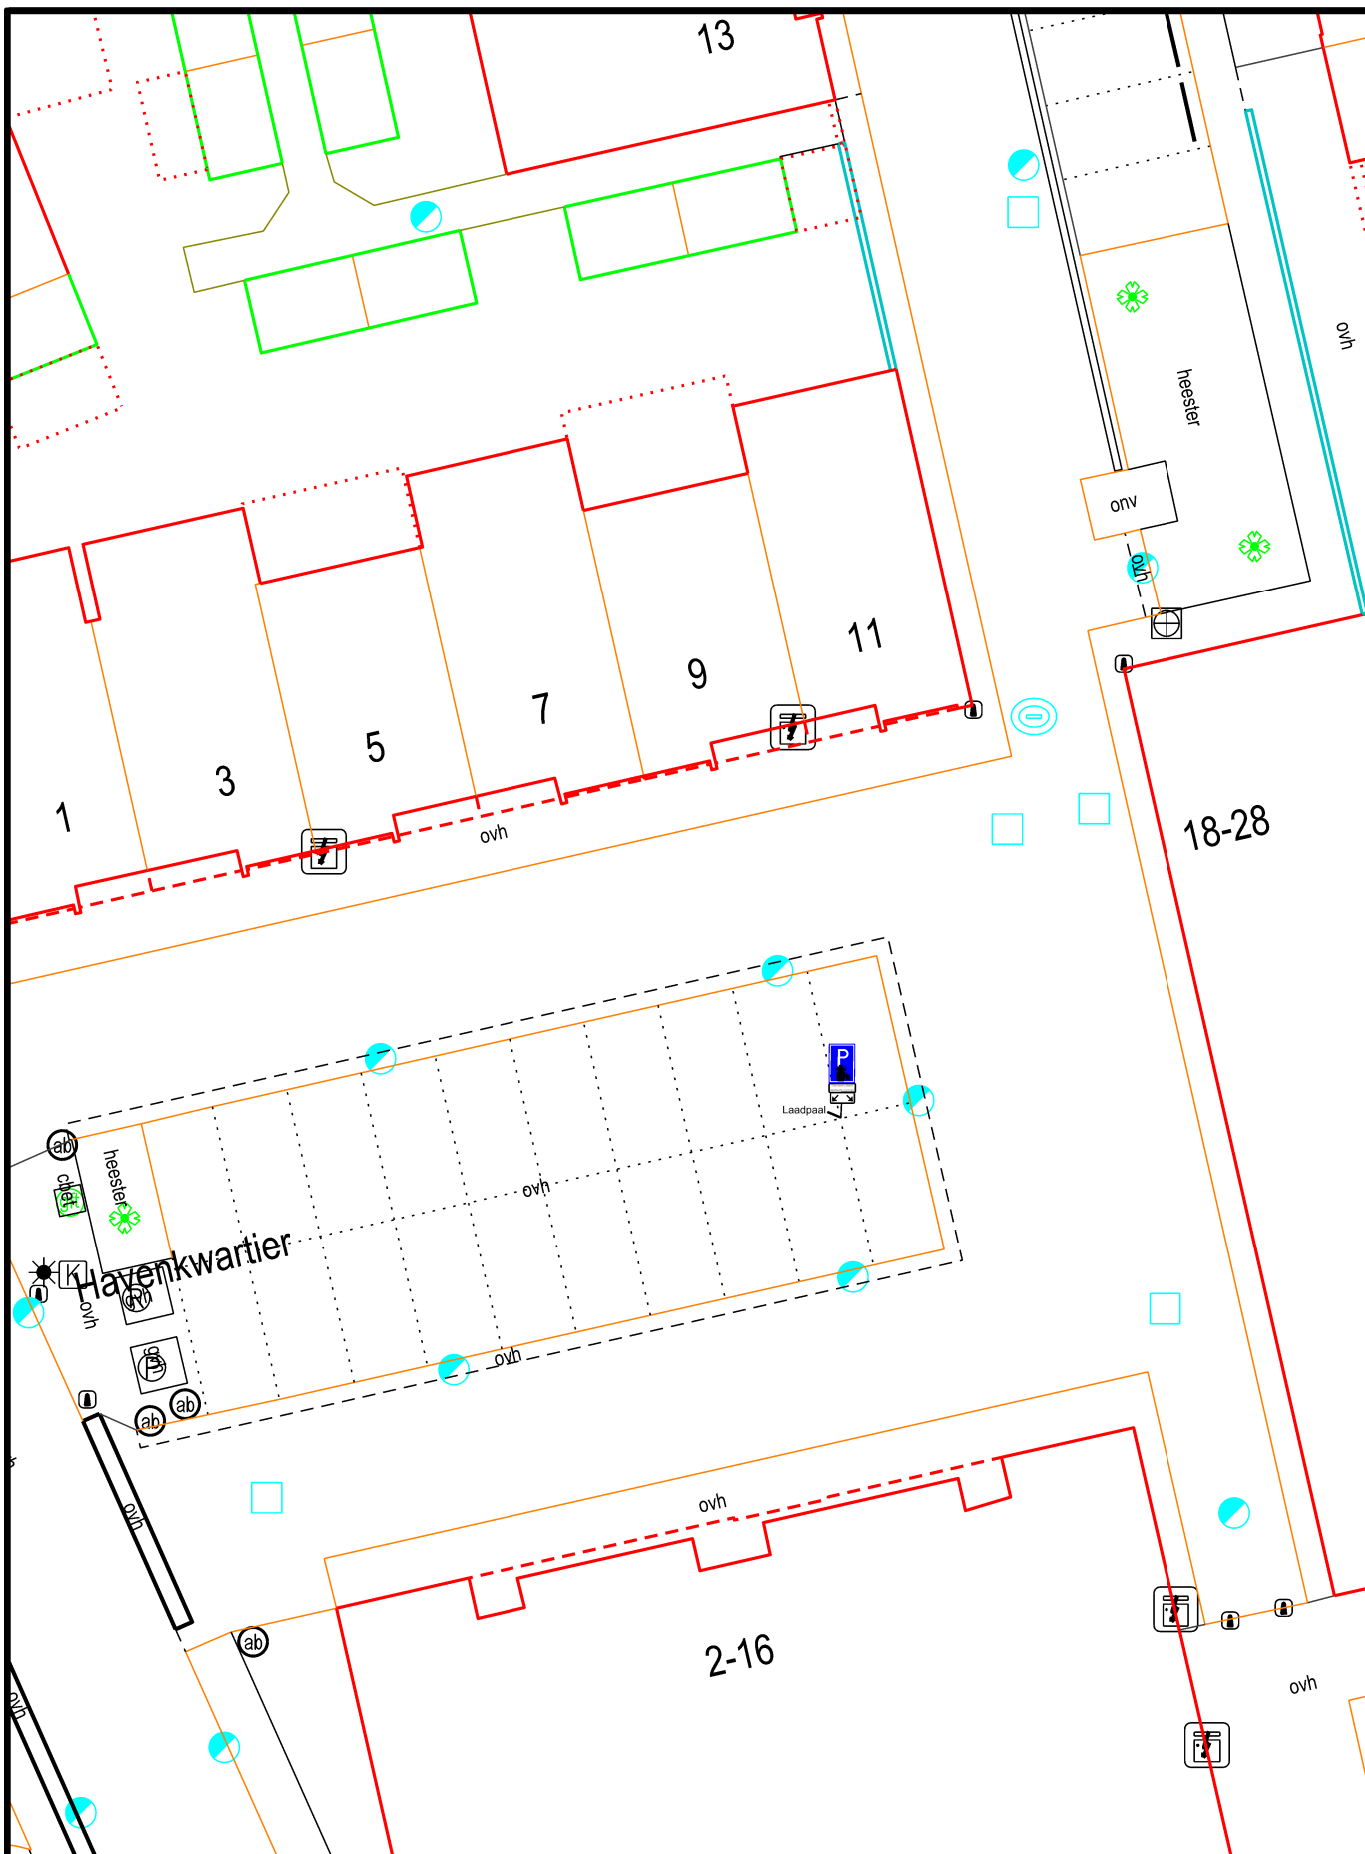 13
ovh
heester
onv
ovh
11
9
7
5
3
1
ovh
18-28
P
Laadpaal
ab
cber
heester
ovh
Havenkwartier
K
ovh
R
P
ovh
ab
ab
ovh
ovh
ovh
2-16
ab
ovh